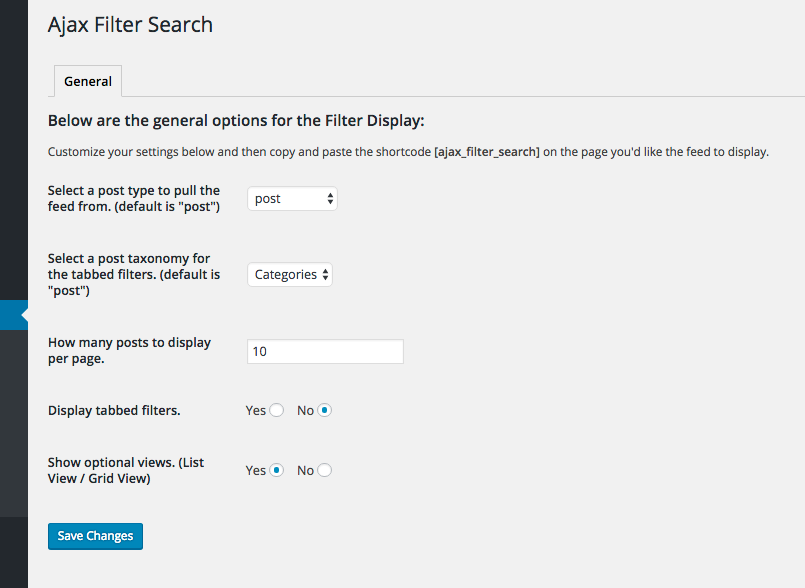 Ajax Filter Search
General
Below are the general options for the Filter Display:
Customize your settings below and then copy and paste the shortcode [ajax_filter_search] on the page you'd like the feed to display.
Select a post type to pull the
feed from. (default is "post")
post
Select a post taxonomy for
the tabbed filters. (default is
"post")
Categories
How many posts to display
per page.
10
Display tabbed filters.
Yes No
Show optional views. (List
View / Grid View)
Yes No
Save Changes